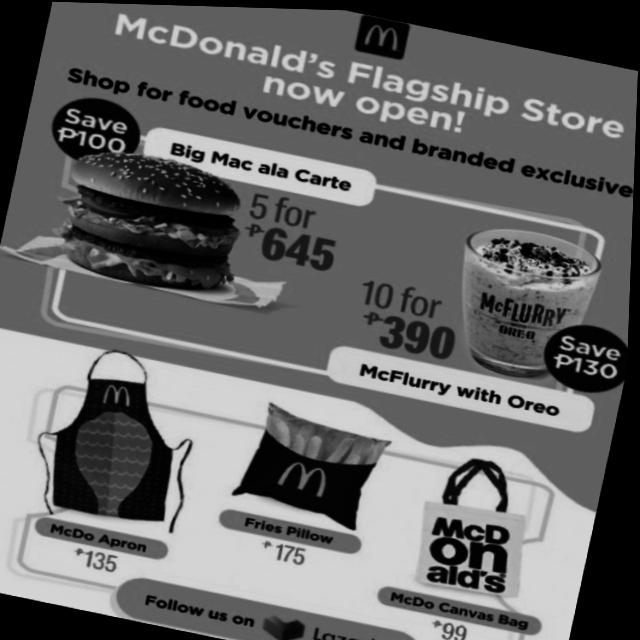 McDonald's Flagship Store
now open!
Shop for food vouchers and branded exclusive
Save
₱100
Big Mac ala Carte
5 for
₱645
10 for
₱390
McFLURRY
OREO
Save
₱130
McFlurry with Oreo
McDo Apron
₱135
Fries Pillow
₱175
McD
on
ald's
McDo Canvas Bag
₱99
Follow us on